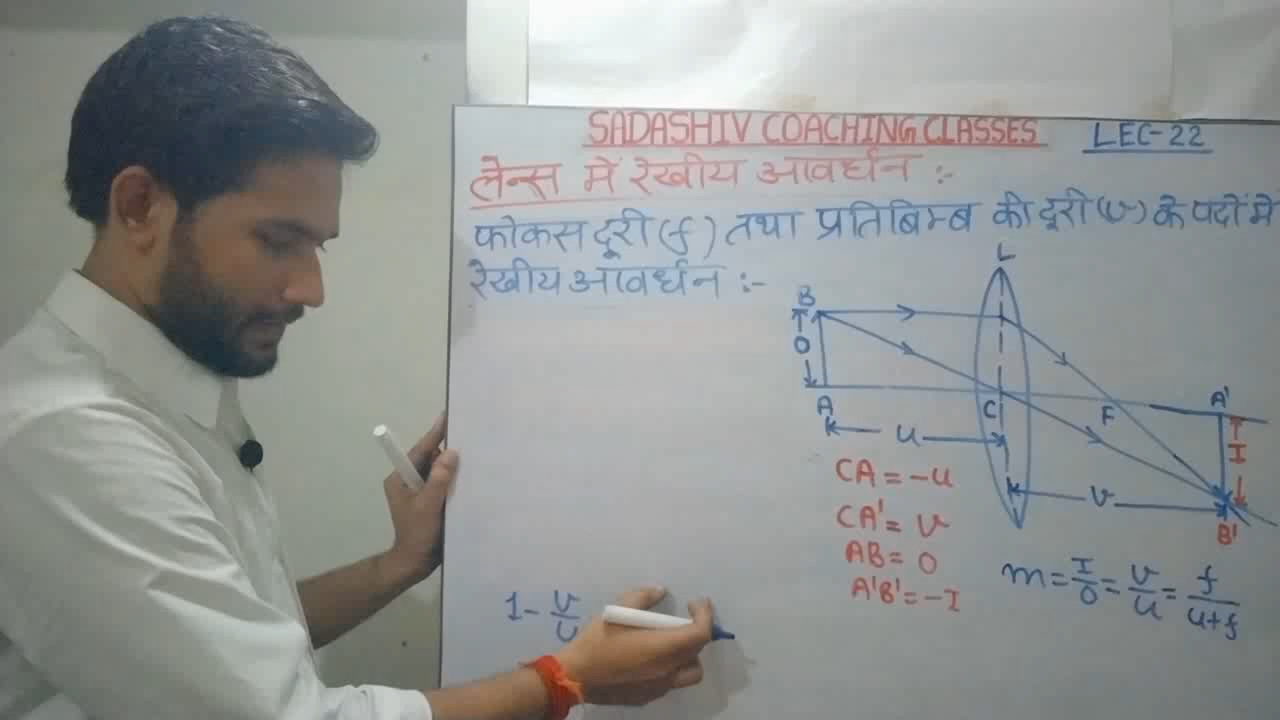 SADASHIV COACHING CLASSES LEC-22
लेन्स में रेखीय आवर्धन :-
फोकस दूरी (f) तथा प्रतिबिम्ब की दूरी (v) के पदों में
रेखीय आवर्धन :-
L
B
O
A
C
F
A'
u
I
v
B'
CA = -u
CA' = v
AB = O
A'B' = -I
m = I/O = v/u = f/(u+f)
1 - v/u